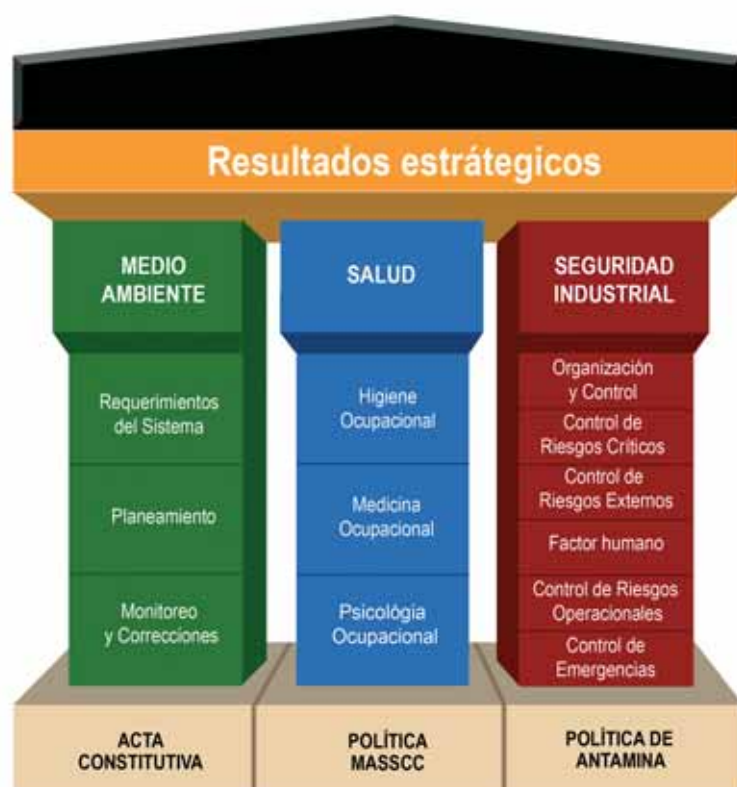 Resultados estrátegicos
MEDIO
AMBIENTE
Requerimientos
del Sistema
Planeamiento
Monitoreo
y Correcciones
SALUD
Higiene
Ocupacional
Medicina
Ocupacional
Psicológia
Ocupacional
SEGURIDAD
INDUSTRIAL
Organización
y Control
Control de
Riesgos Críticos
Control de
Riesgos Externos
Factor humano
Control de Riesgos
Operacionales
Control de
Emergencias
ACTA
CONSTITUTIVA
POLÍTICA
MASSCC
POLÍTICA DE
ANTAMINA